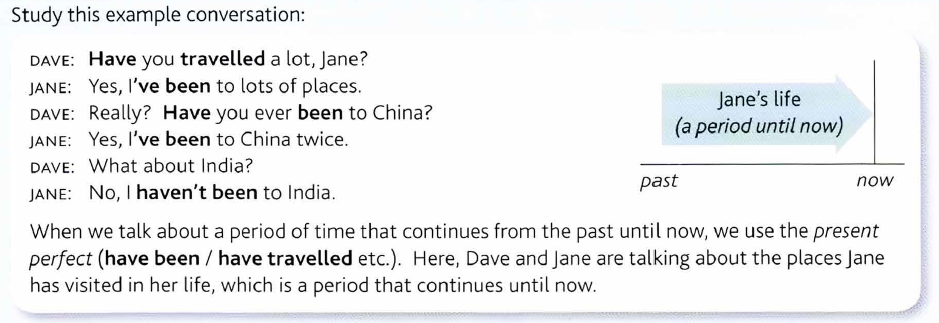 Study this example conversation:
DAVE: Have you travelled a lot, Jane?
JANE: Yes, I've been to lots of places.
DAVE: Really? Have you ever been to China?
JANE: Yes, I've been to China twice.
DAVE: What about India?
JANE: No, I haven't been to India.
Jane's life
(a period until now)
past
now
When we talk about a period of time that continues from the past until now, we use the present
perfect (have been / have travelled etc.). Here, Dave and Jane are talking about the places Jane
has visited in her life, which is a period that continues until now.